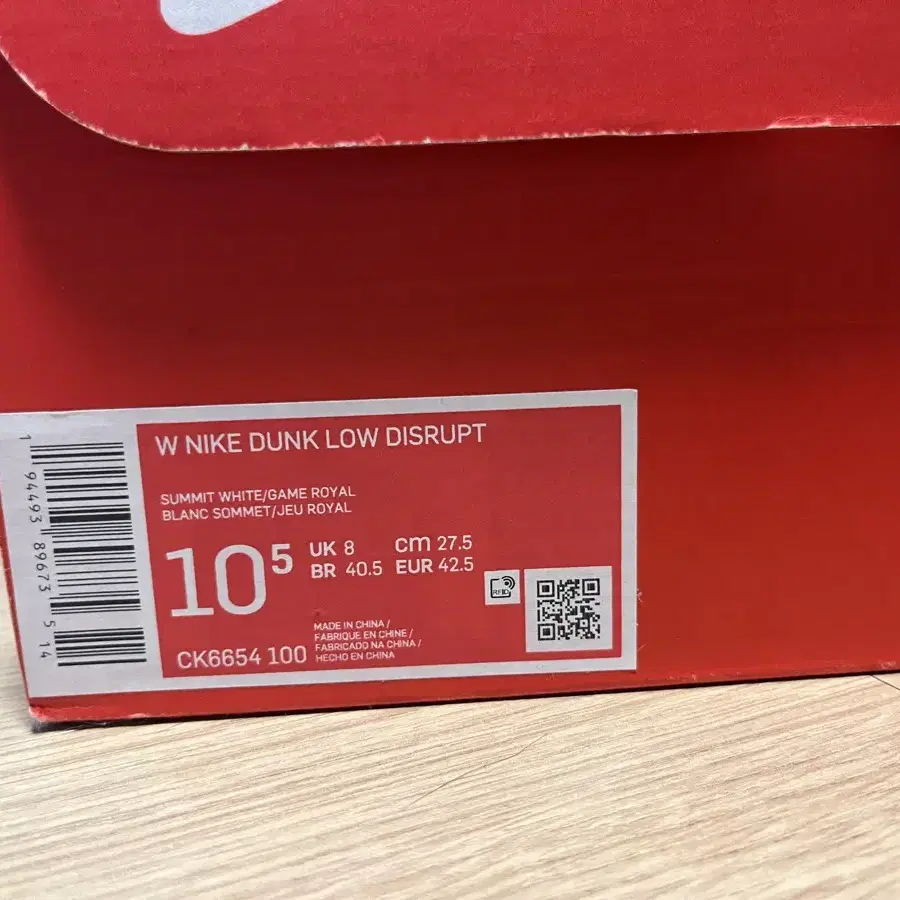 W NIKE DUNK LOW DISRUPT
SUMMIT WHITE/GAME ROYAL
BLANC SOMMET/JEU ROYAL
10 5
UK 8 cm 27.5
BR 40.5 EUR 42.5
RFID
MADE IN CHINA /
FABRIQUE EN CHINE /
FABRICADO NA CHINA /
HECHO EN CHINA
CK6654 100
1 94493 89673 5 14